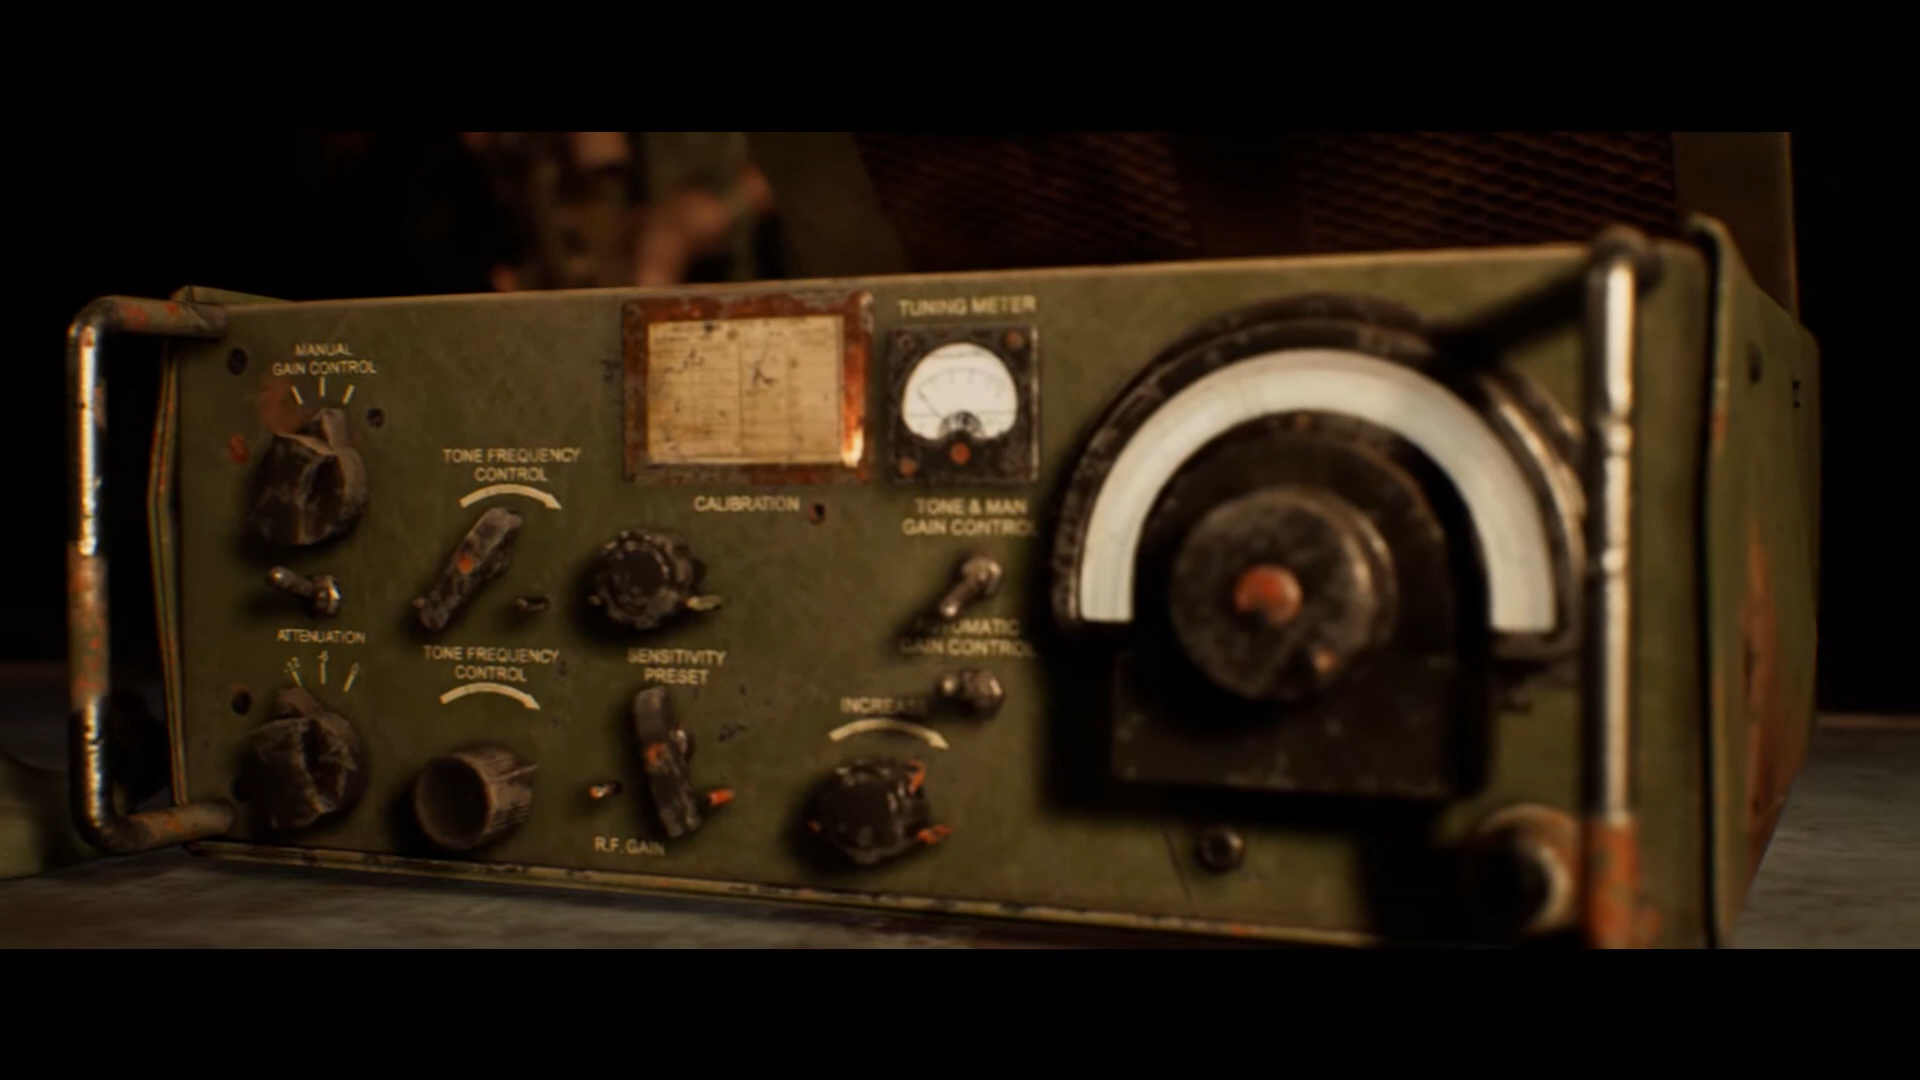 MANUAL
GAIN CONTROL
TONE FREQUENCY
CONTROL
CALIBRATION
TUNING METER
TONE & MAN
GAIN CONTROL
ATTENUATION
TONE FREQUENCY
CONTROL
SENSITIVITY
PRESET
AUTOMATIC
GAIN CONTROL
INCREASE
R.F. GAIN